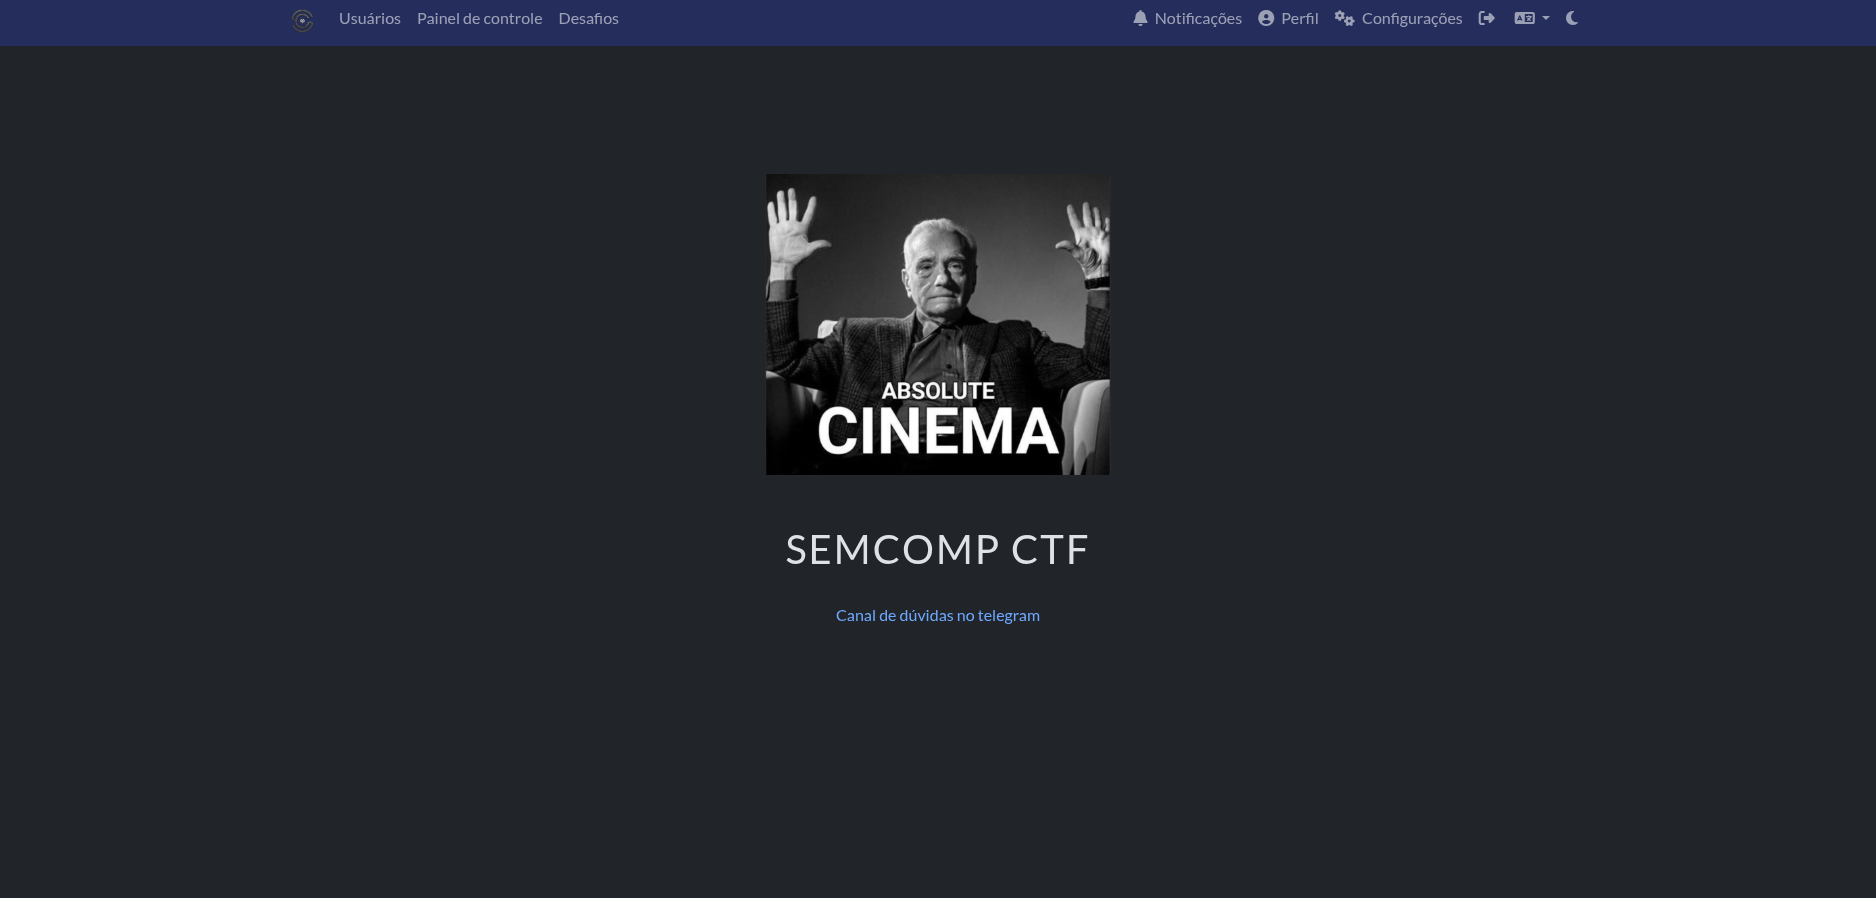 Usuários Painel de controle Desafios Notificações Perfil Configurações
ABSOLUTE
CINEMA
SEMCOMP CTF
Canal de dúvidas no telegram